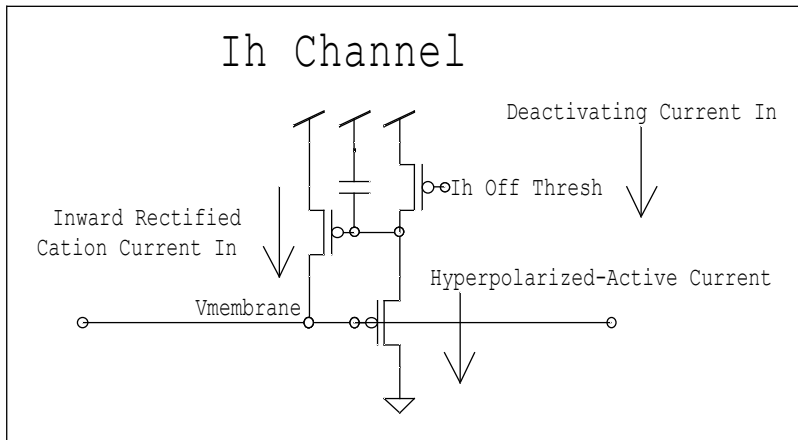 Ih Channel
Deactivating Current In
Ih Off Thresh
Inward Rectified
Cation Current In
Hyperpolarized-Active Current
Vmembrane